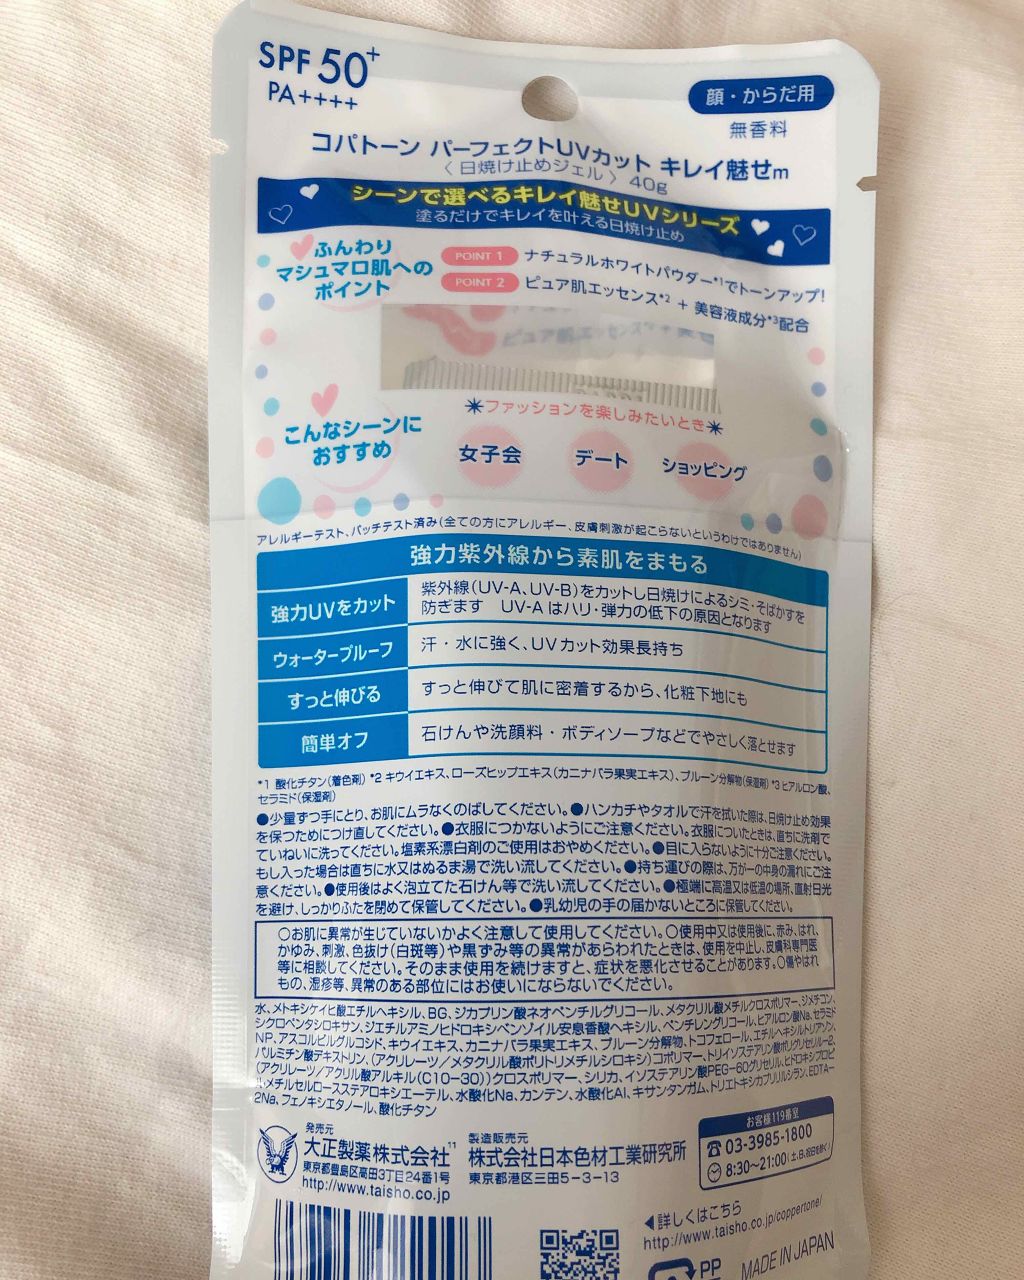 SPF 50+
PA++++
顔・からだ用
無香料
コパトーン パーフェクトUVカット キレイ魅せm
〈 日焼け止めジェル 〉 40g
シーンで選べるキレイ魅せUVシリーズ
塗るだけでキレイを叶える日焼け止め
ふんわり
マシュマロ肌への
ポイント
POINT 1 ナチュラルホワイトパウダー*1でトーンアップ!
POINT 2 ピュア肌エッセンス*2 + 美容液成分*3配合
ピュア肌エッセンス
ファッションを楽しみたいとき
こんなシーンに
おすすめ
女子会 デート ショッピング
アレルギーテスト、パッチテスト済み(全ての方にアレルギー、皮膚刺激が起こらないというわけではありません)
強力紫外線から素肌をまもる
強力UVをカット
紫外線(UV-A、UV-B)をカットし日焼けによるシミ・そばかすを
防ぎます UV-A はハリ・弾力の低下の原因となります
ウォータープルーフ
汗・水に強く、UVカット効果長持ち
すっと伸びる
すっと伸びて肌に密着するから、化粧下地にも
簡単オフ
石けんや洗顔料・ボディソープなどでやさしく落とせます
*1 酸化チタン(着色剤) *2 キウイエキス、ローズヒップエキス(カニナバラ果実エキス)、プルーン分解物(保湿剤) *3 ヒアルロン酸、
セラミド(保湿剤)
●少量ずつ手にとり、お肌にムラなくのばしてください。●ハンカチやタオルで汗を拭いた際は、日焼け止め効果
を保つためにつけ直してください。●衣服につかないようにご注意ください。衣服についたときは、直ちに洗剤で
ていねいに洗ってください。塩素系漂白剤のご使用はおやめください。●目に入らないように十分ご注意ください。
もし入った場合は直ちに水又はぬるま湯で洗い流してください。●持ち運びの際は、万が一の中身の漏れにご注
意ください。●使用後はよく泡立てた石けん等で洗い流してください。●極端に高温又は低温の場所、直射日光
を避け、しっかりふたを閉めて保管してください。●乳幼児の手の届かないところに保管してください。
○お肌に異常が生じていないかよく注意して使用してください。○使用中又は使用後に、赤み、はれ、
かゆみ、刺激、色抜け(白斑等)や黒ずみ等の異常があらわれたときは、使用を中止し、皮膚科専門医
等に相談してください。そのまま使用を続けますと、症状を悪化させることがあります。○傷やはれ
もの、湿疹等、異常のある部位にはお使いにならないでください。
水、メトキシケイヒ酸エチルヘキシル、BG、ジカプリン酸ネオペンチルグリコール、メタクリル酸メチルクロスポリマー、ジメチコン、
シクロペンタシロキサン、ジエチルアミノヒドロキシベンゾイル安息香酸ヘキシル、ペンチレングリコール、ヒアルロン酸Na、セラミド
NP、アスコルビルグルコシド、キウイエキス、カニナバラ果実エキス、プルーン分解物、トコフェロール、エチルヘキシルトリアゾン、
パルミチン酸デキストリン、(アクリレーツ/メタクリル酸ポリトリメチルシロキシ)コポリマー、トリイソステアリン酸ポリグリセリル-2、
(アクリレーツ/アクリル酸アルキル(C10-30))クロスポリマー、シリカ、イソステアリン酸PEG-60グリセリル、ヒドロキシプロピ
ルメチルセルロースステアロキシエーテル、水酸化Na、カンテン、水酸化Al、キサンタンガム、トリエトキシカプリリルシラン、EDTA-
2Na、フェノキシエタノール、酸化チタン
発売元
大正製薬株式会社11
東京都豊島区高田3丁目24番1号
http://www.taisho.co.jp
製造販売元
株式会社日本色材工業研究所
東京都港区三田5-3-13
お客様119番室
03-3985-1800
8:30~21:00(土、日、祝日を除く)
◀詳しくはこちら
http://www.taisho.co.jp/coppertone/
PP
MADE IN JAPAN